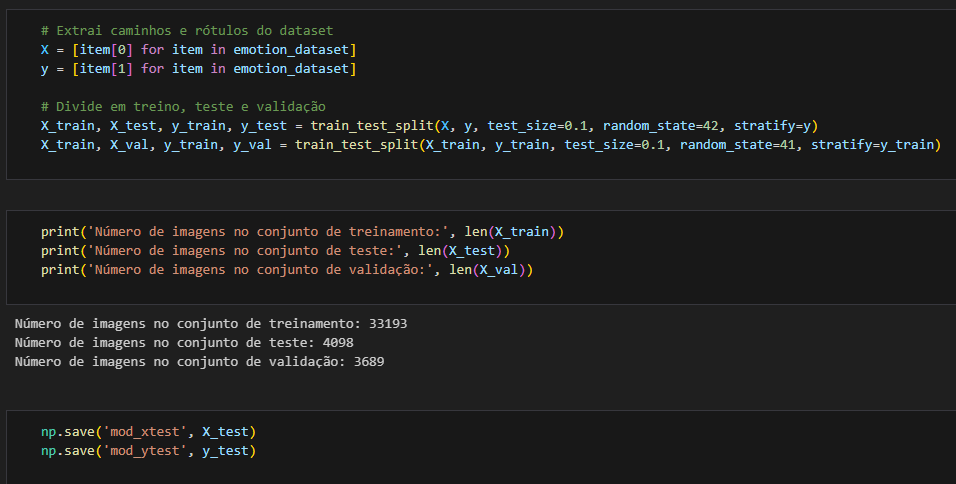 # Extrai caminhos e rótulos do dataset
X = [item[0] for item in emotion_dataset]
y = [item[1] for item in emotion_dataset]
# Divide em treino, teste e validação
X_train, X_test, y_train, y_test = train_test_split(X, y, test_size=0.1, random_state=42, stratify=y)
X_train, X_val, y_train, y_val = train_test_split(X_train, y_train, test_size=0.1, random_state=41, stratify=y_train)
print('Número de imagens no conjunto de treinamento:', len(X_train))
print('Número de imagens no conjunto de teste:', len(X_test))
print('Número de imagens no conjunto de validação:', len(X_val))
Número de imagens no conjunto de treinamento: 33193
Número de imagens no conjunto de teste: 4098
Número de imagens no conjunto de validação: 3689
np.save('mod_xtest', X_test)
np.save('mod_ytest', y_test)